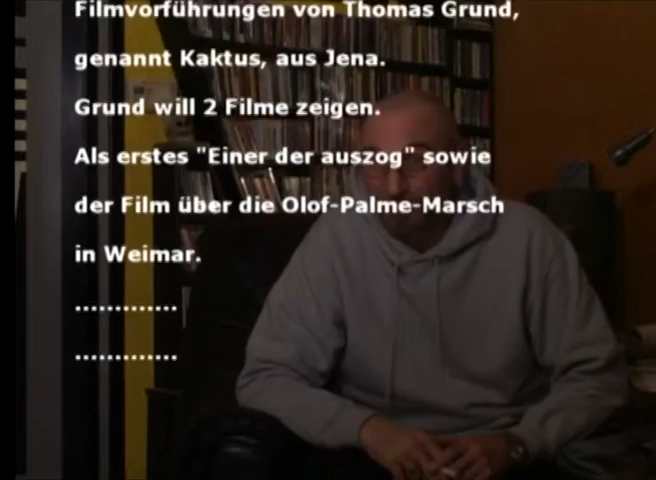 Filmvorführungen von Thomas Grund,
genannt Kaktus, aus Jena.
Grund will 2 Filme zeigen.
Als erstes "Einer der auszog" sowie
der Film über die Olof-Palme-Marsch
in Weimar.
.............
.............